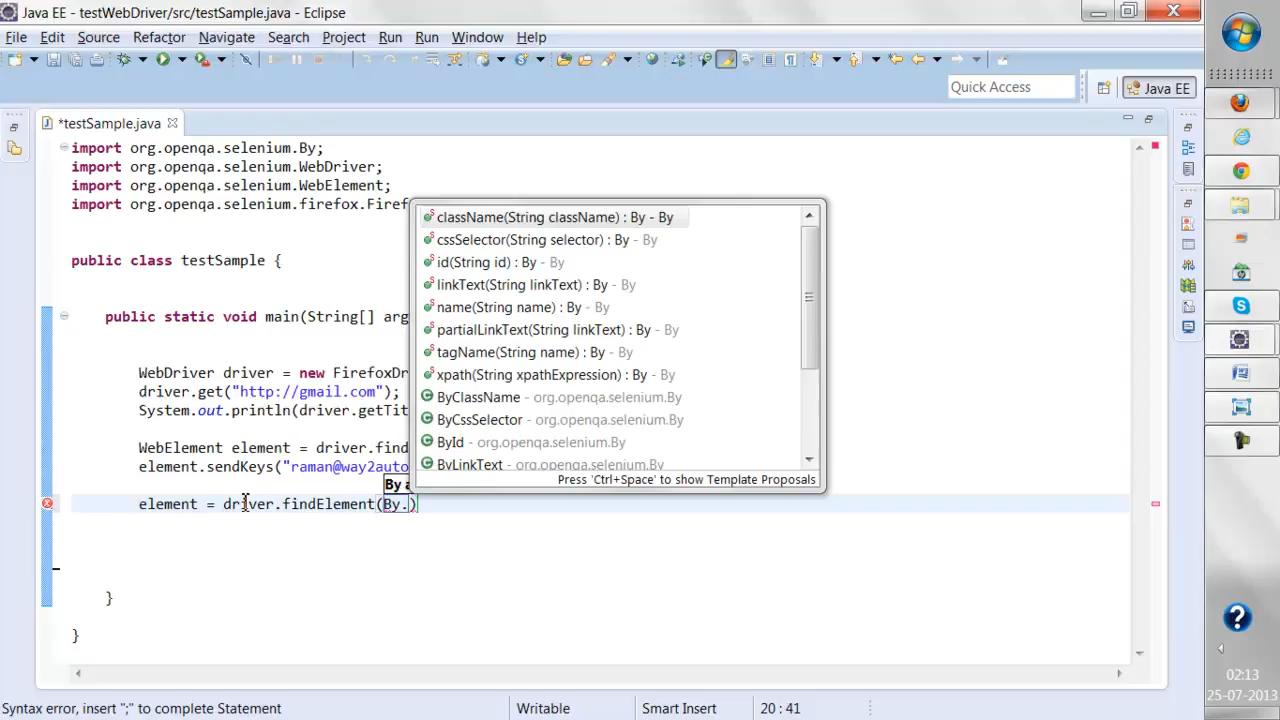 Java EE - testWebDriver/src/testSample.java - Eclipse
File Edit Source Refactor Navigate Search Project Run Run Window Help
Quick Access
Java EE
*testSample.java
import org.openqa.selenium.By;
import org.openqa.selenium.WebDriver;
import org.openqa.selenium.WebElement;
import org.openqa.selenium.firefox.Firef
public class testSample {
public static void main(String[] arg
WebDriver driver = new FirefoxDr
driver.get("http://gmail.com");
System.out.println(driver.getTit
WebElement element = driver.find
element.sendKeys("raman@way2auto
By a
element = driver.findElement(By.)
}
}
className(String className) : By - By
cssSelector(String selector) : By - By
id(String id) : By - By
linkText(String linkText) : By - By
name(String name) : By - By
partialLinkText(String linkText) : By - By
tagName(String name) : By - By
xpath(String xpathExpression) : By - By
ByClassName - org.openqa.selenium.By
ByCssSelector - org.openqa.selenium.By
ById - org.openqa.selenium.By
ByLinkText - org.openqa.selenium.By
Press 'Ctrl+Space' to show Template Proposals
Syntax error, insert ";" to complete Statement
Writable
Smart Insert
20 : 41
02:13
25-07-2013